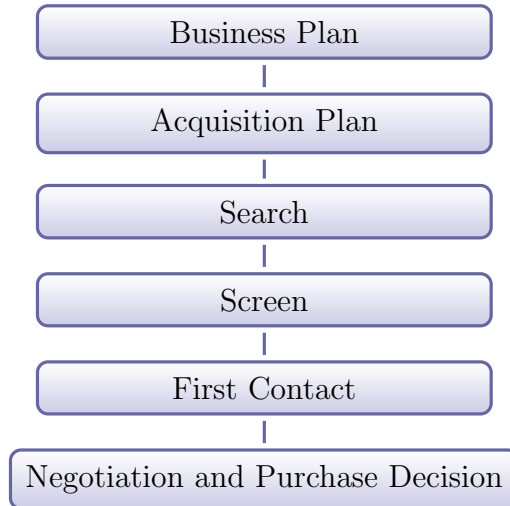 Business Plan
Acquisition Plan
Search
Screen
First Contact
Negotiation and Purchase Decision